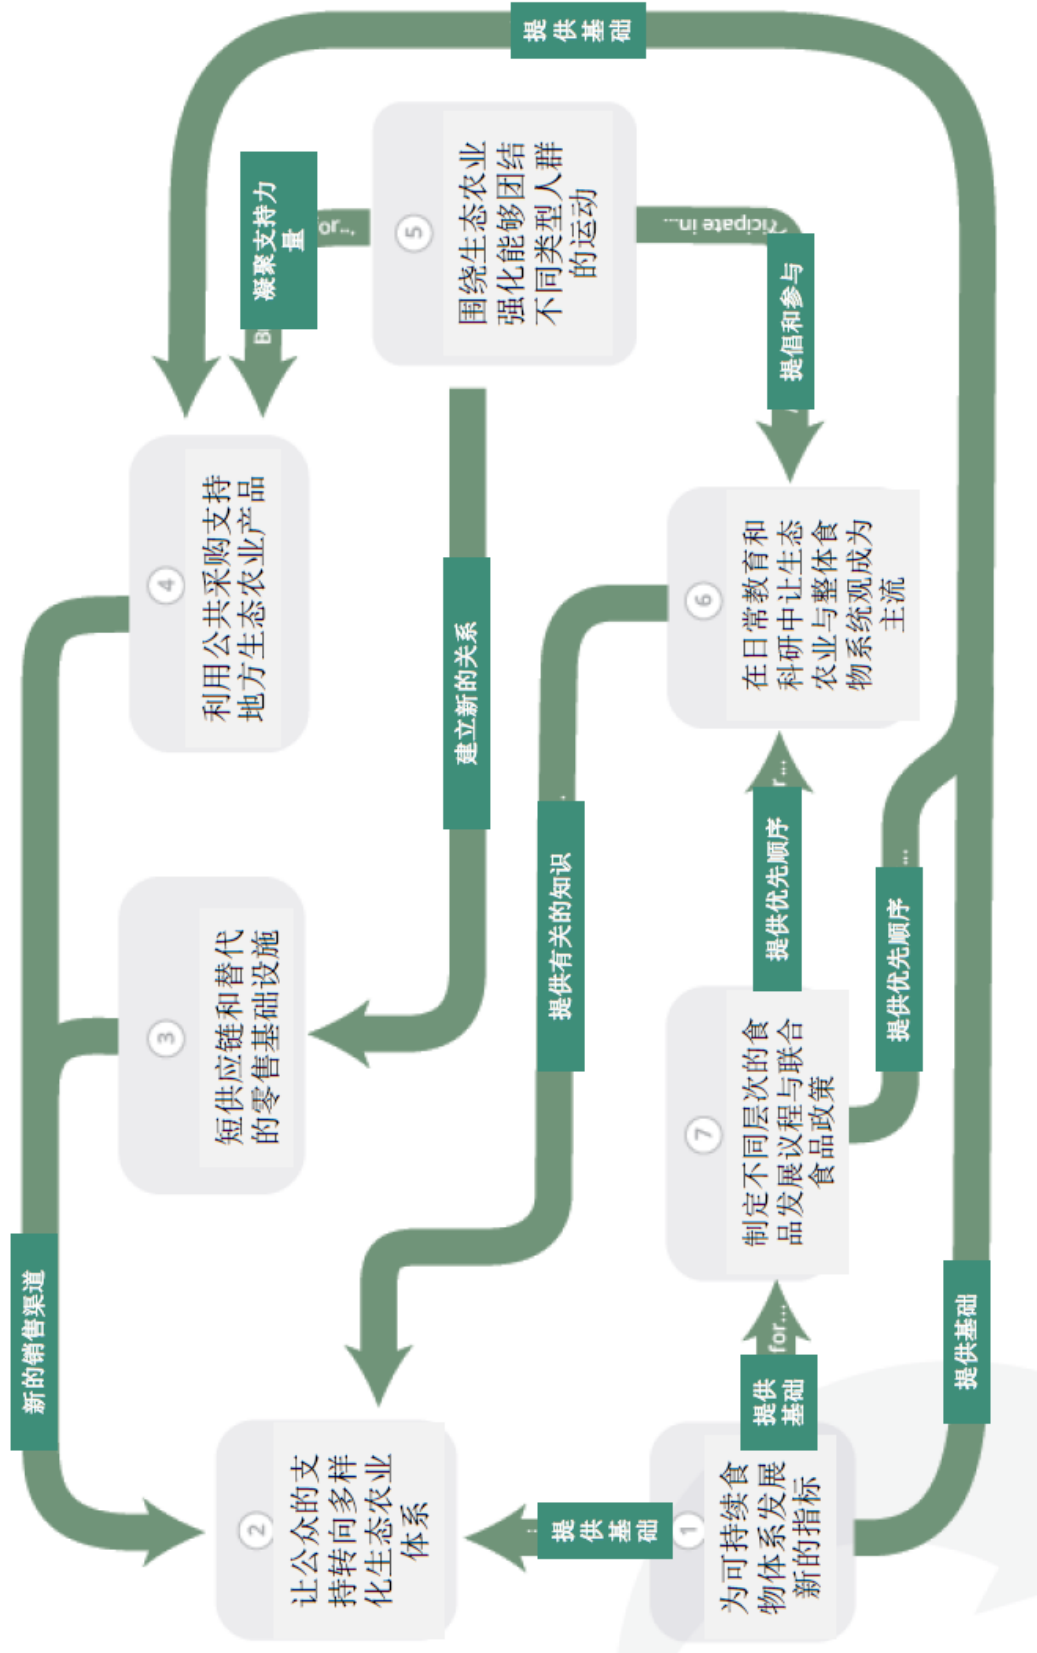 提供基础
凝聚支持力
量
for...
B
5
围绕生态农业
强化能够团结
不同类型人群
的运动
ticipate in ...
提倡和参与
4
利用公共采购支持
地方生态农业产品
建立新的关系
6
在日常教育和
科研中让生态
农业与整体食
物系统观成为
主流
3
短供应链和替代
的零售基础设施
提供有关的知识
r...
提供优先顺序
...
提供优先顺序
7
制定不同层次的食
品发展议程与联合
食品政策
新的销售渠道
2
让公众的支
持转向多样
化生态农业
体系
for...
提供
基础
提供基础
提供
基础
1
为可持续食
物体系发展
新的指标